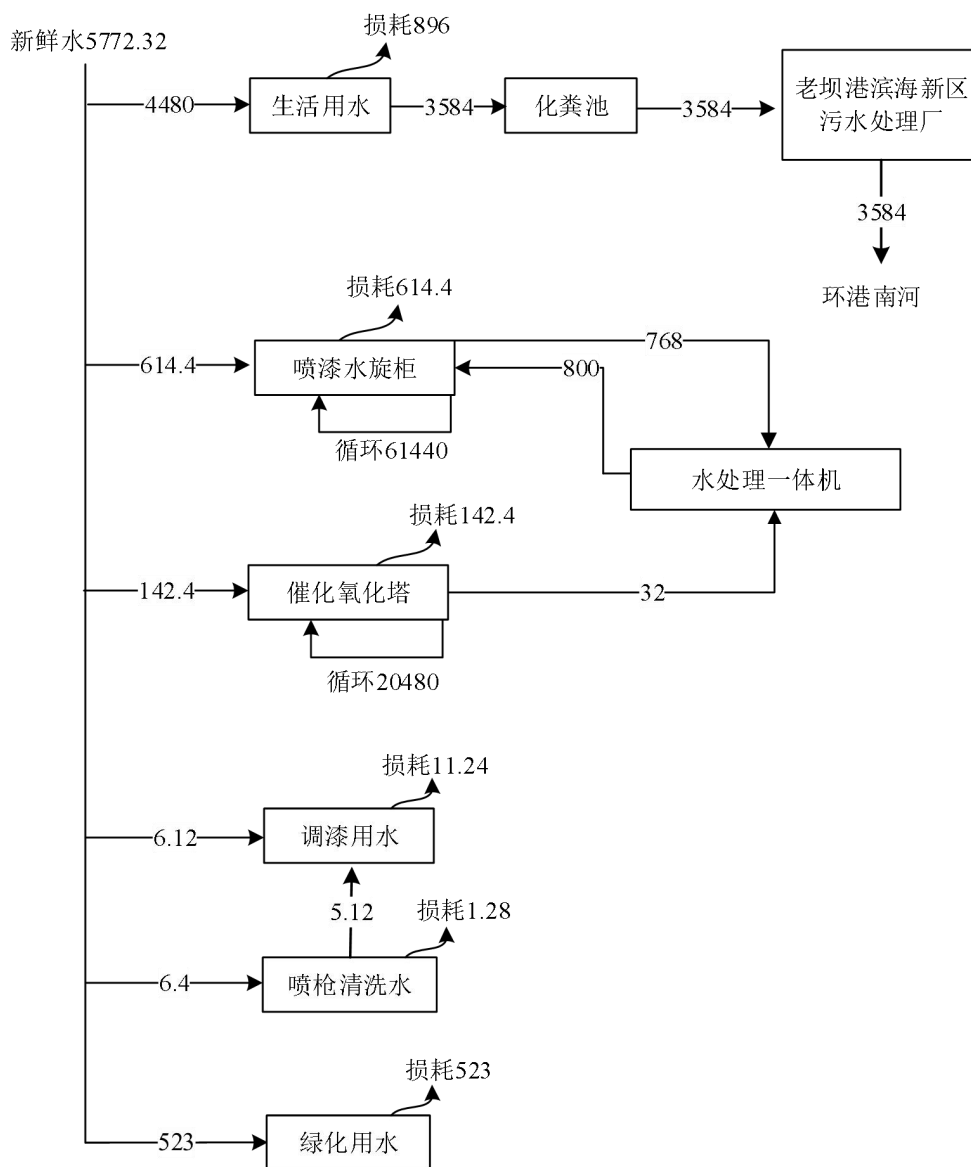 新鲜水5772.32
损耗896
4480
生活用水
3584
化粪池
3584
老坝港滨海新区
污水处理厂
3584
环港南河
损耗614.4
614.4
喷漆水旋柜
768
800
循环61440
水处理一体机
损耗142.4
142.4
催化氧化塔
32
循环20480
损耗11.24
6.12
调漆用水
5.12
损耗1.28
6.4
喷枪清洗水
损耗523
523
绿化用水